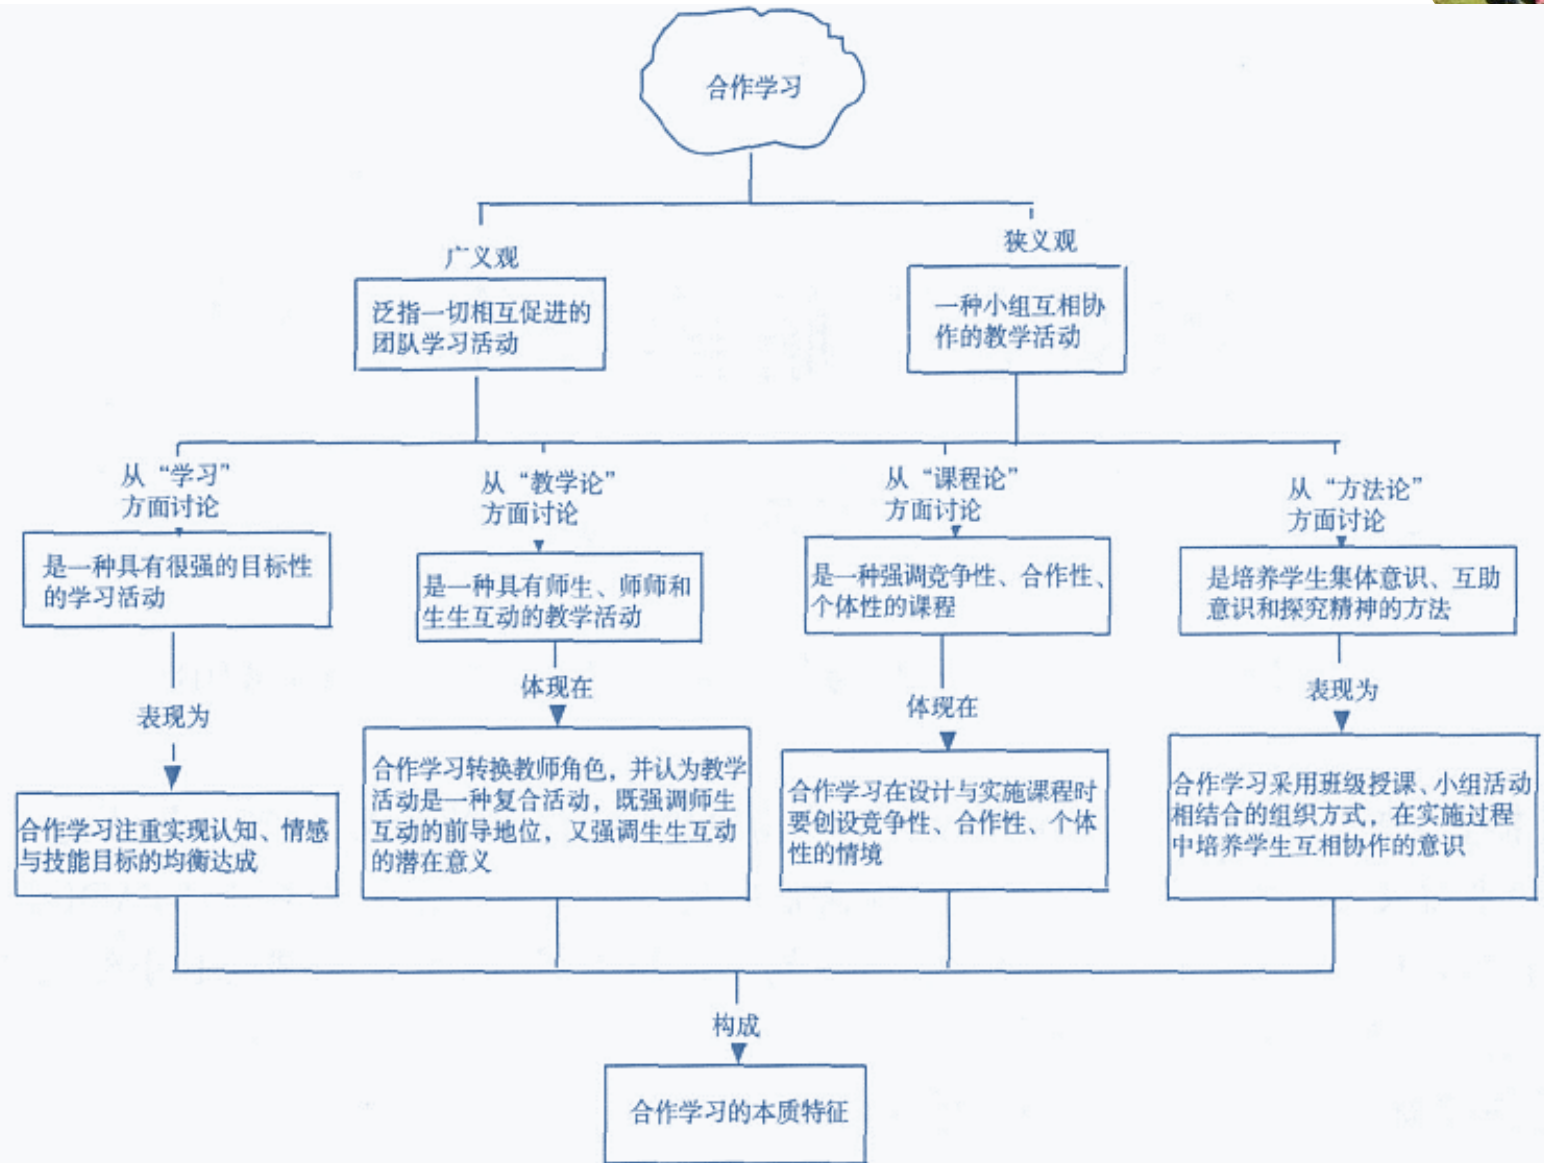 合作学习
广义观
狭义观
泛指一切相互促进的
团队学习活动
一种小组互相协
作的教学活动
从“学习”
方面讨论
从“教学论”
方面讨论
从“课程论”
方面讨论
从“方法论”
方面讨论
是一种具有很强的目标性
的学习活动
是一种具有师生、师师和
生生互动的教学活动
是一种强调竞争性、合作性、
个体性的课程
是培养学生集体意识、互助
意识和探究精神的方法
表现为
体现在
体现在
表现为
合作学习注重实现认知、情感
与技能目标的均衡达成
合作学习转换教师角色，并认为教学
活动是一种复合活动，既强调师生
互动的前导地位，又强调生生互动
的潜在意义
合作学习在设计与实施课程时
要创设竞争性、合作性、个体
性的情境
合作学习采用班级授课、小组活动
相结合的组织方式，在实施过程
中培养学生互相协作的意识
构成
合作学习的本质特征